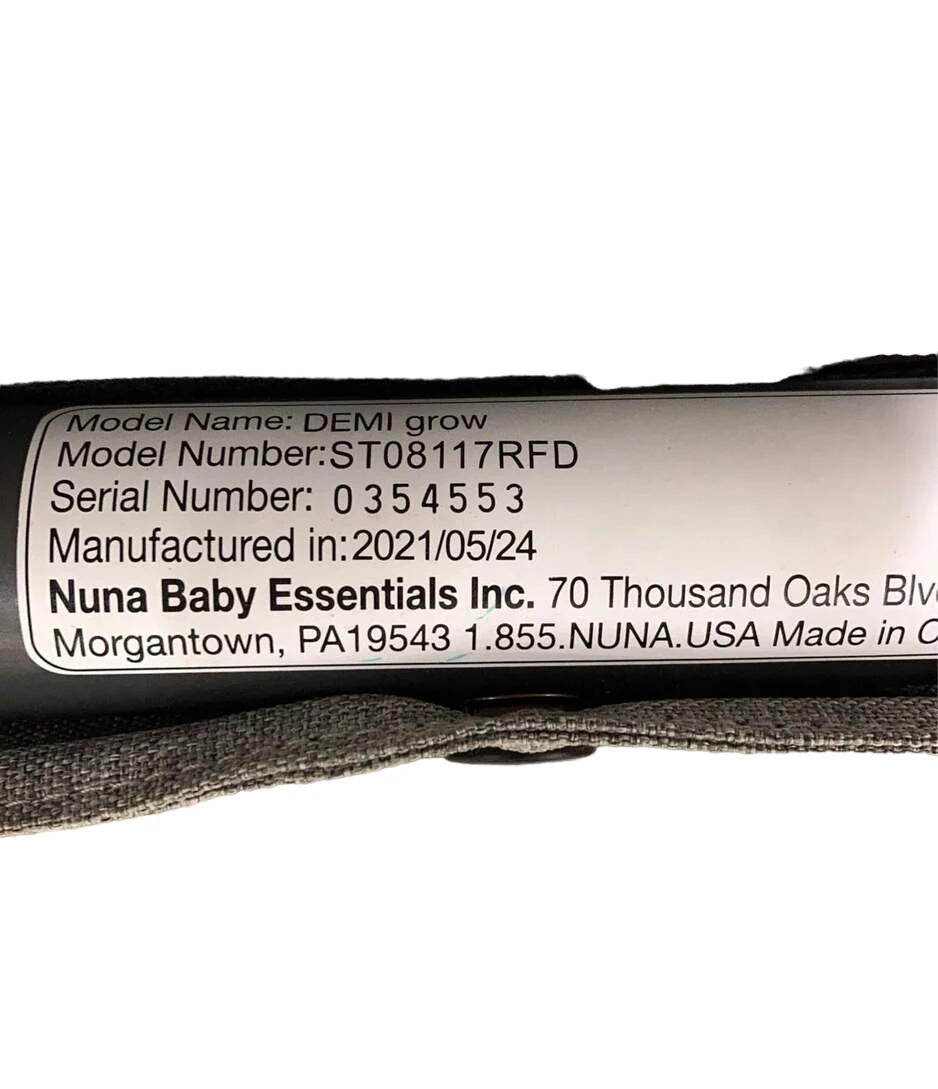 Model Name: DEMI grow
Model Number:ST08117RFD
Serial Number: 0354553
Manufactured in:2021/05/24
Nuna Baby Essentials Inc. 70 Thousand Oaks
Morgantown, PA19543 1.855.NUNA.USA Made in